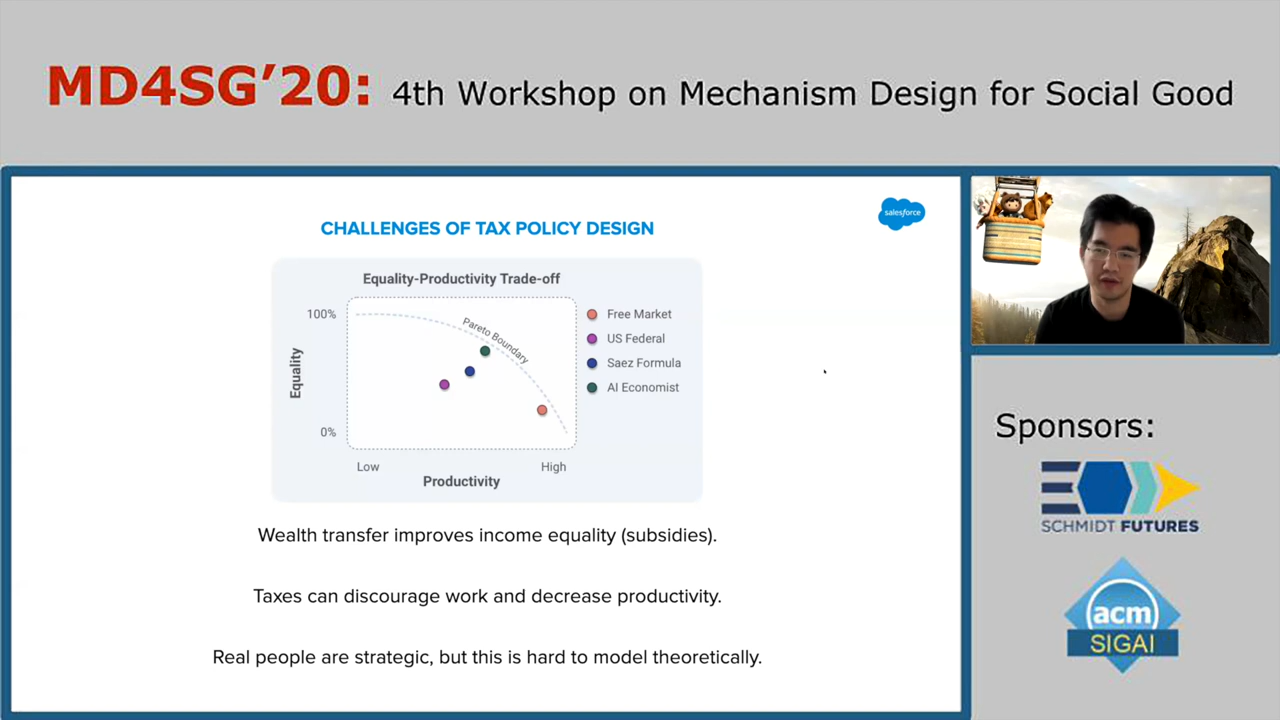 MD4SG’20: 4th Workshop on Mechanism Design for Social Good
CHALLENGES OF TAX POLICY DESIGN
salesforce
Equality-Productivity Trade-off
100%
Equality
0%
Pareto Boundary
Low
High
Productivity
Free Market
US Federal
Saez Formula
AI Economist
Wealth transfer improves income equality (subsidies).
Taxes can discourage work and decrease productivity.
Real people are strategic, but this is hard to model theoretically.
Sponsors:
SCHMIDT FUTURES
acm
SIGAI